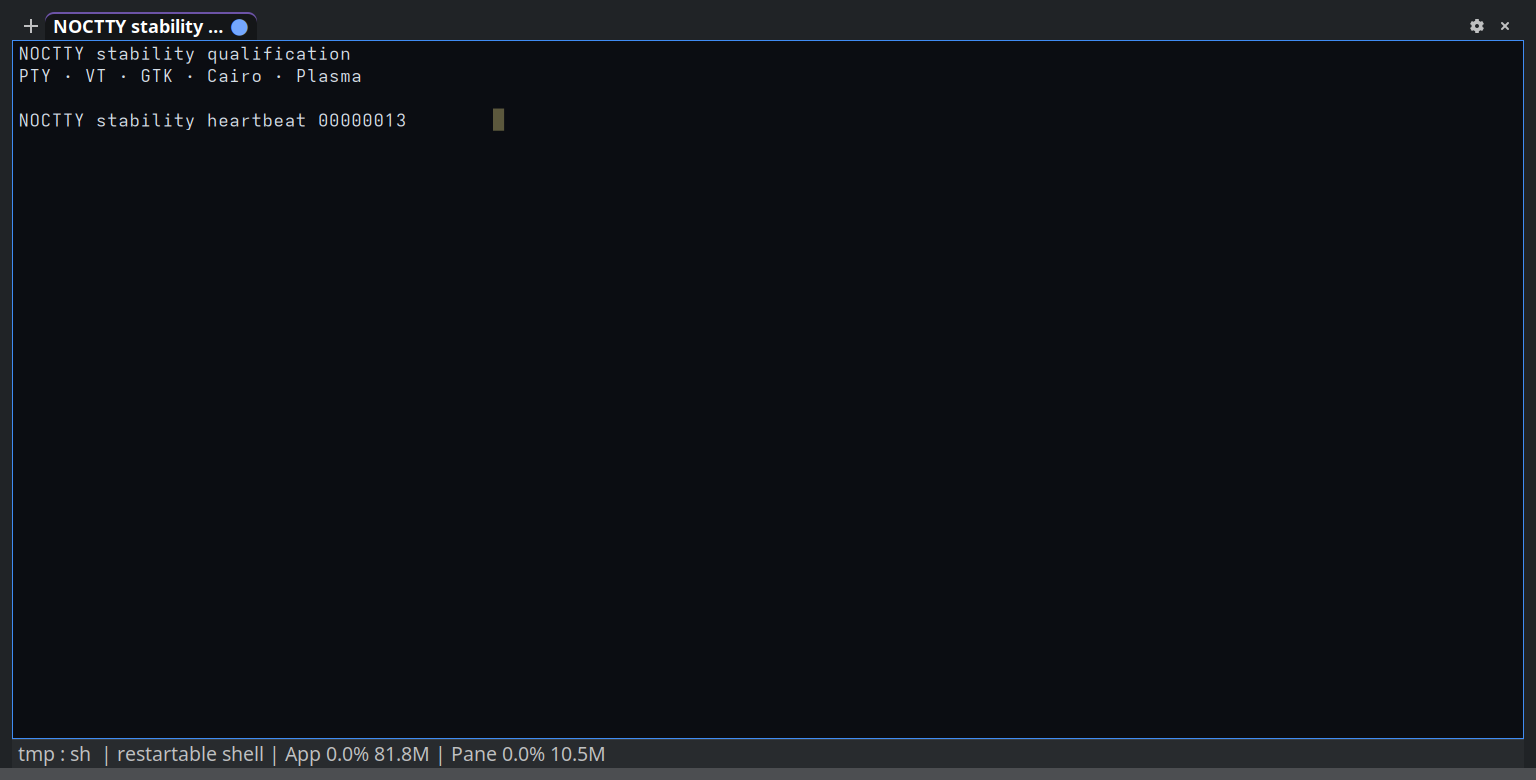 NOCTTY stability ...
NOCTTY stability qualification
PTY · VT · GTK · Cairo · Plasma
NOCTTY stability heartbeat 00000013
tmp : sh | restartable shell | App 0.0% 81.8M | Pane 0.0% 10.5M